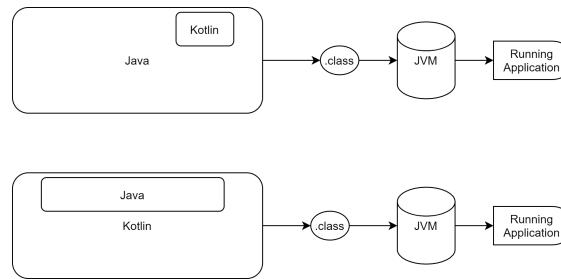 Kotlin
Java
.class
JVM
Running
Application
Java
Kotlin
.class
JVM
Running
Application